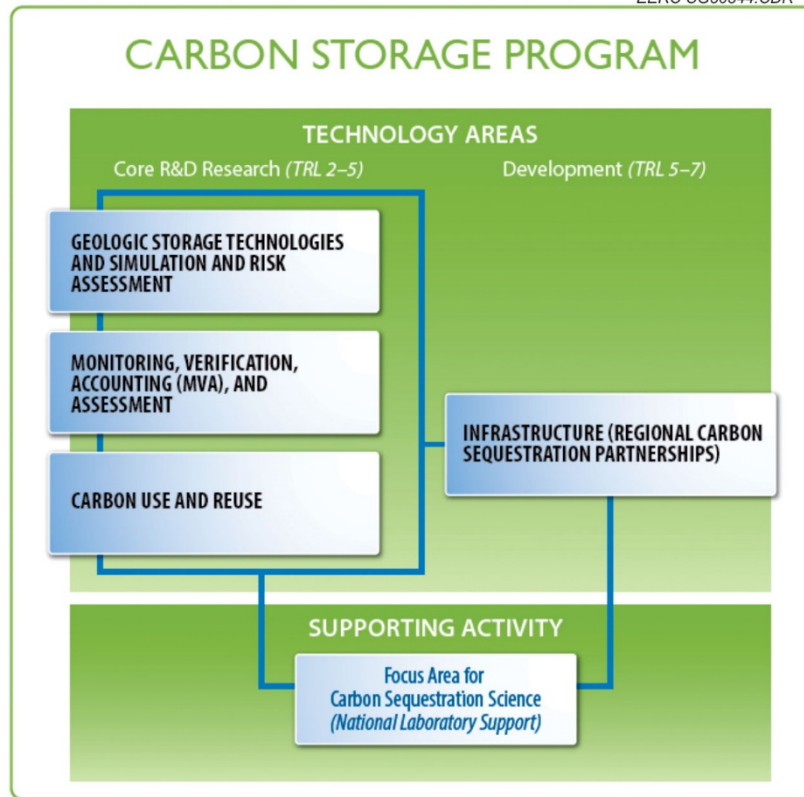 CARBON STORAGE PROGRAM
TECHNOLOGY AREAS
Core R&D Research (TRL 2–5)
Development (TRL 5–7)
GEOLOGIC STORAGE TECHNOLOGIES
AND SIMULATION AND RISK
ASSESSMENT
MONITORING, VERIFICATION,
ACCOUNTING (MVA), AND
ASSESSMENT
CARBON USE AND REUSE
INFRASTRUCTURE (REGIONAL CARBON
SEQUESTRATION PARTNERSHIPS)
SUPPORTING ACTIVITY
Focus Area for
Carbon Sequestration Science
(National Laboratory Support)